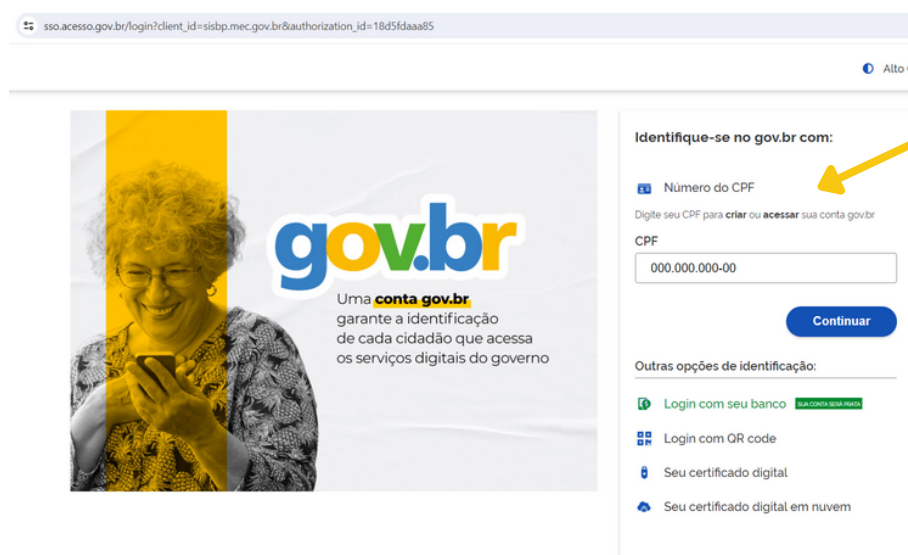 sso.acesso.gov.br/login?client_id=sisbp.mec.gov.br&authorization_id=18d5fdaaa85
Alto
gov.br
Uma conta gov.br
garante a identificação
de cada cidadão que acessa
os serviços digitais do governo
Identifique-se no gov.br com:
Número do CPF
Digite seu CPF para criar ou acessar sua conta gov.br
CPF
000.000.000-00
Continuar
Outras opções de identificação:
Login com seu banco SUA CONTA SERÁ PRATA
Login com QR code
Seu certificado digital
Seu certificado digital em nuvem